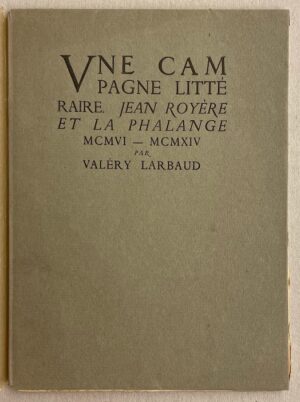 VNE CAM
PAGNE LITTÉ
RAIRE. JEAN ROYÈRE
ET LA PHALANGE
MCMVI — MCMXIV
PAR
VALÉRY LARBAUD